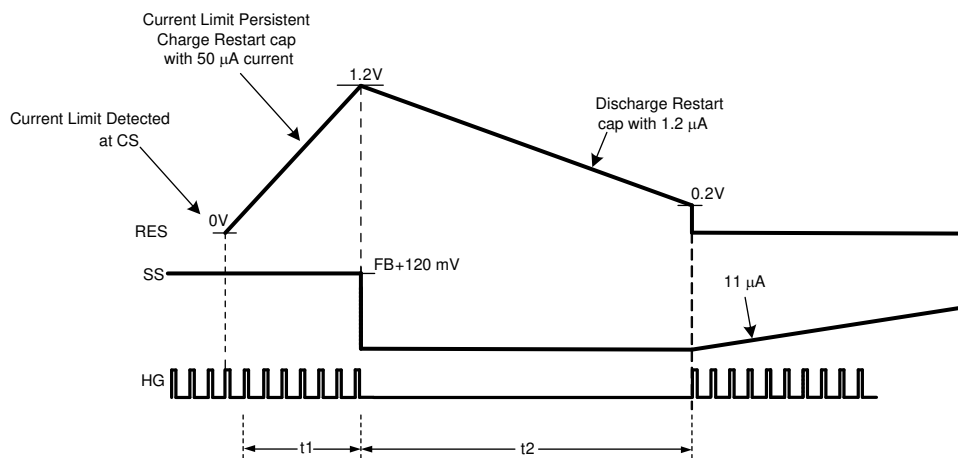 Current Limit Persistent
Charge Restart cap
with 50 μA current
1.2V
Current Limit Detected
at CS
Discharge Restart
cap with 1.2 μA
0V
0.2V
RES
SS
FB+120 mV
11 μA
HG
t1
t2